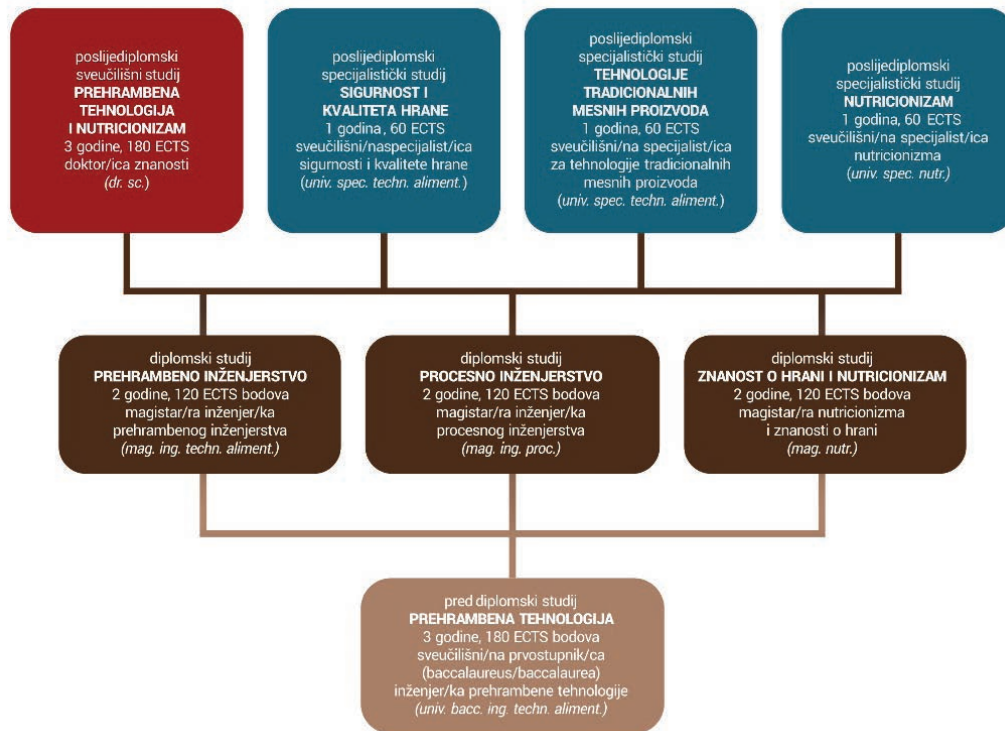 poslijediplomski
sveučilišni studij
PREHRAMBENA
TEHNOLOGIJA
I NUTRICIONIZAM
3 godine, 180 ECTS
doktor/ica znanosti
(dr. sc.)
poslijediplomski
specijalistički studij
SIGURNOST I
KVALITETA HRANE
1 godina, 60 ECTS
sveučilišni/naspecijalist/ica
sigurnosti i kvalitete hrane
(univ. spec. techn. aliment.)
poslijediplomski
specijalistički studij
TEHNOLOGIJE
TRADICIONALNIH
MESNIH PROIZVODA
1 godina, 60 ECTS
sveučilišni/na specijalist/ica
za tehnologije tradicionalnih
mesnih proizvoda
(univ. spec. techn. aliment.)
poslijediplomski
specijalistički studij
NUTRICIONIZAM
1 godina, 60 ECTS
sveučilišni/na specijalist/ica
nutricionizma
(univ. spec. nutr.)
diplomski studij
PREHRAMBENO INŽENJERSTVO
2 godine, 120 ECTS bodova
magistar/ra inženjer/ka
prehrambenog inženjerstva
(mag. ing. techn. aliment.)
diplomski studij
PROCESNO INŽENJERSTVO
2 godine, 120 ECTS bodova
magistar/ra inženjer/ka
procesnog inženjerstva
(mag. ing. proc.)
diplomski studij
ZNANOST O HRANI I NUTRICIONIZAM
2 godine, 120 ECTS bodova
magistar/ra nutricionizma
i znanosti o hrani
(mag. nutr.)
pred diplomski studij
PREHRAMBENA TEHNOLOGIJA
3 godine, 180 ECTS bodova
sveučilišni/na prvostupnik/ca
(baccalaureus/baccalaurea)
inženjer/ka prehrambene tehnologije
(univ. bacc. ing. techn. aliment.)